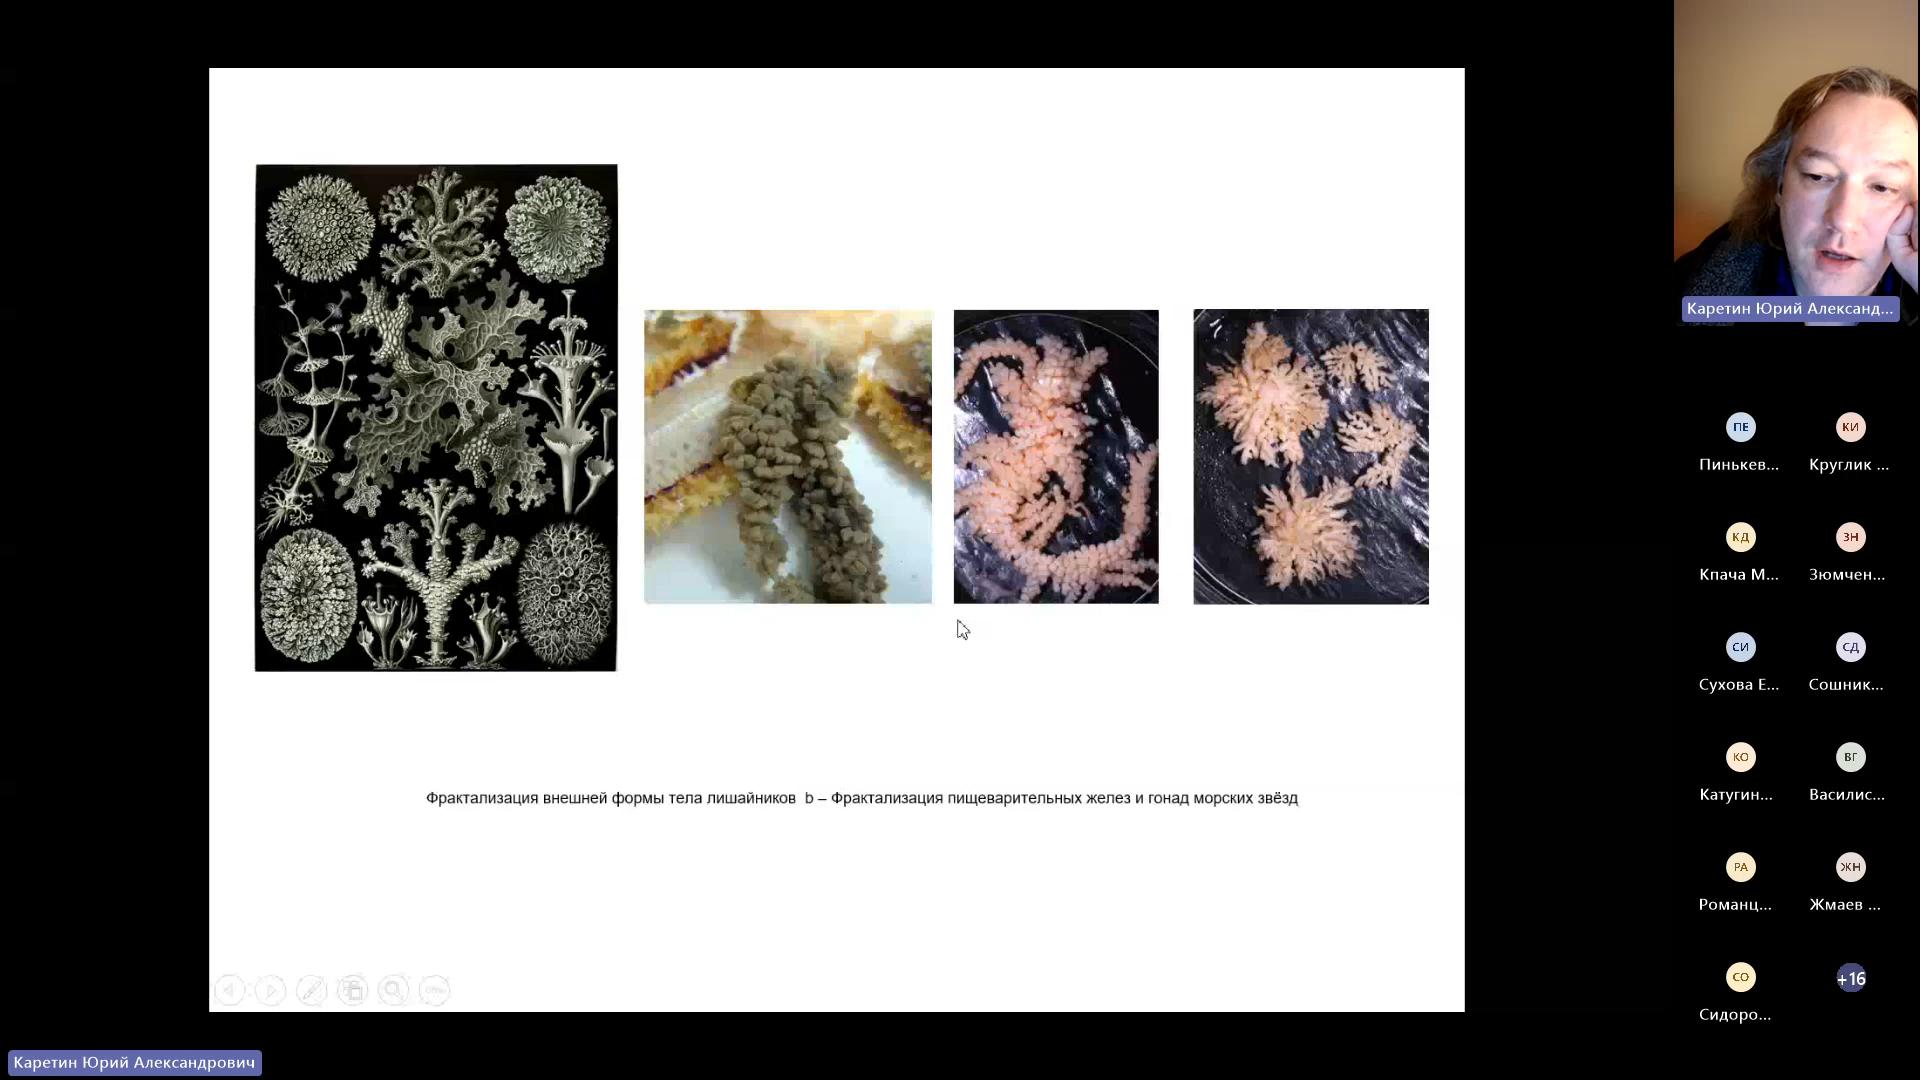 Каретин Юрий Александ...
ПЕ
КИ
Пинькев...
Круглик ...
КД
ЗН
Кпача М...
Зюмчен...
СИ
СД
Сухова Е...
Сошник...
КО
ВГ
Катугин...
Василис...
Фрактализация внешней формы тела лишайников b – Фрактализация пищеварительных желез и гонад морских звёзд
РА
ЖН
Романц...
Жмаев ...
СО
+16
Сидоро...
Каретин Юрий Александрович